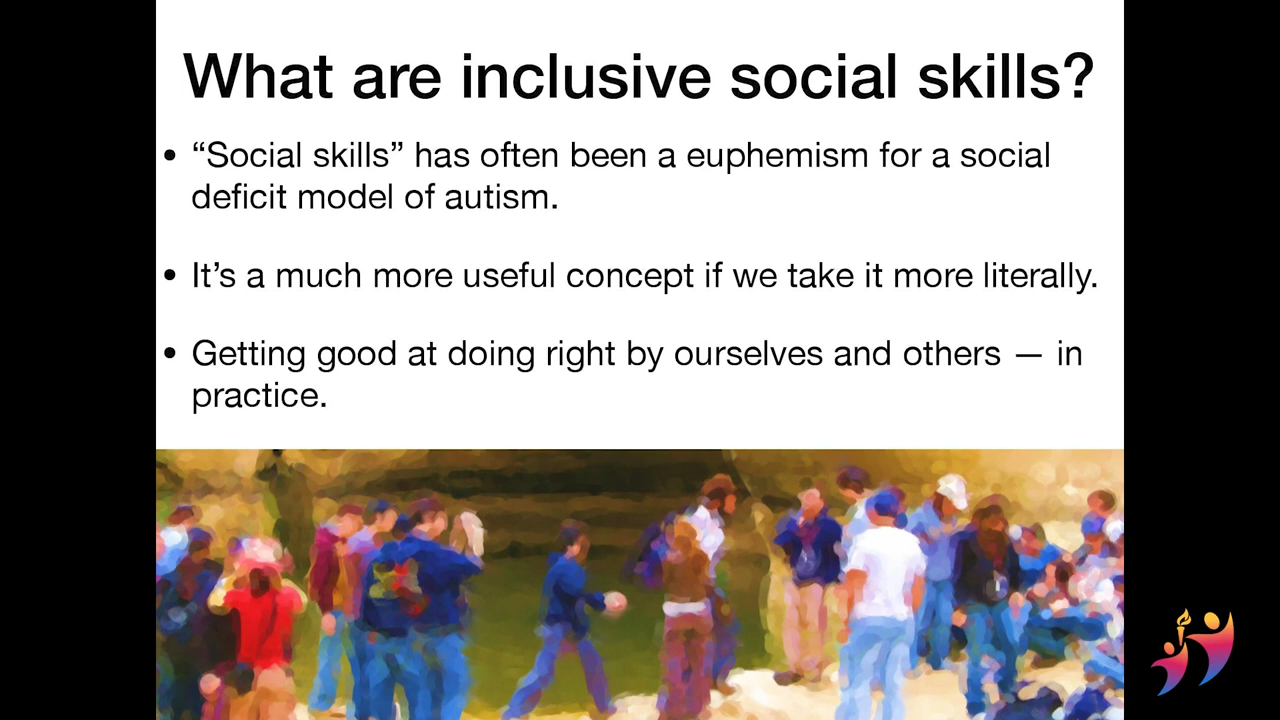 What are inclusive social skills?
• “Social skills” has often been a euphemism for a social
deficit model of autism.
• It’s a much more useful concept if we take it more literally.
• Getting good at doing right by ourselves and others — in
practice.